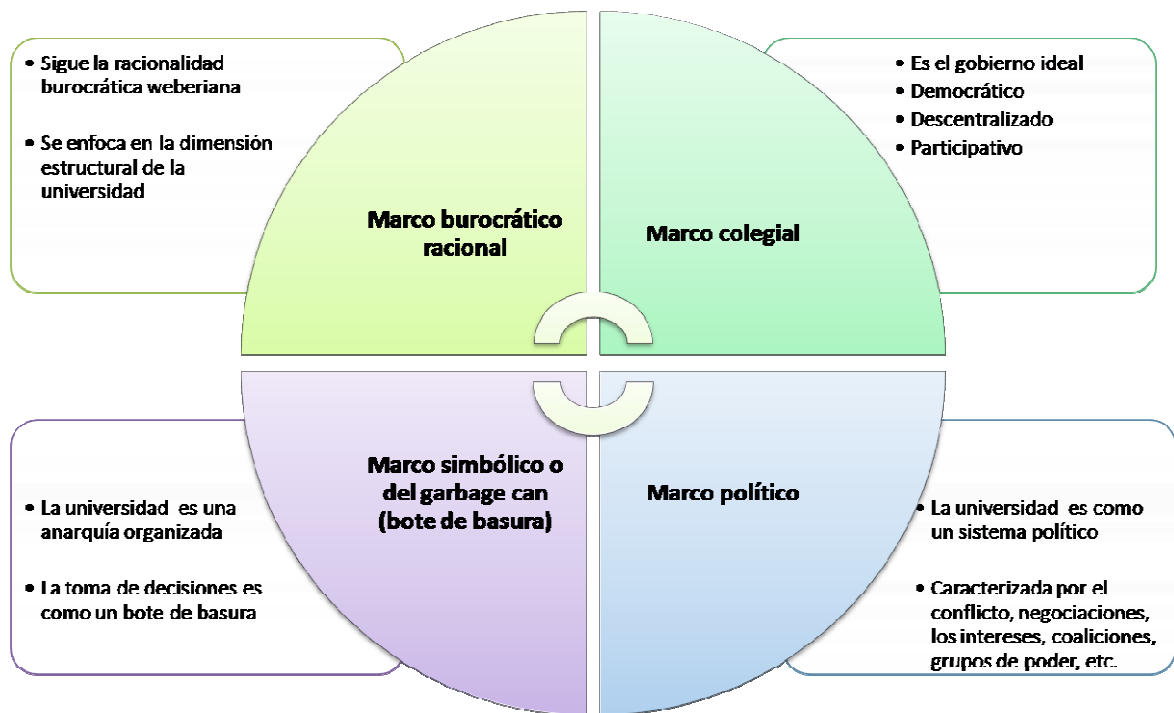 • Sigue la racionalidad
burocrática weberiana
• Se enfoca en la dimensión
estructural de la
universidad
Marco burocrático
racional
• Es el gobierno ideal
• Democrático
• Descentralizado
• Participativo
Marco colegial
• La universidad es una
anarquía organizada
• La toma de decisiones es
como un bote de basura
Marco simbólico o
del garbage can
(bote de basura)
Marco político
• La universidad es como
un sistema político
• Caracterizada por el
conflicto, negociaciones,
los intereses, coaliciones,
grupos de poder, etc.